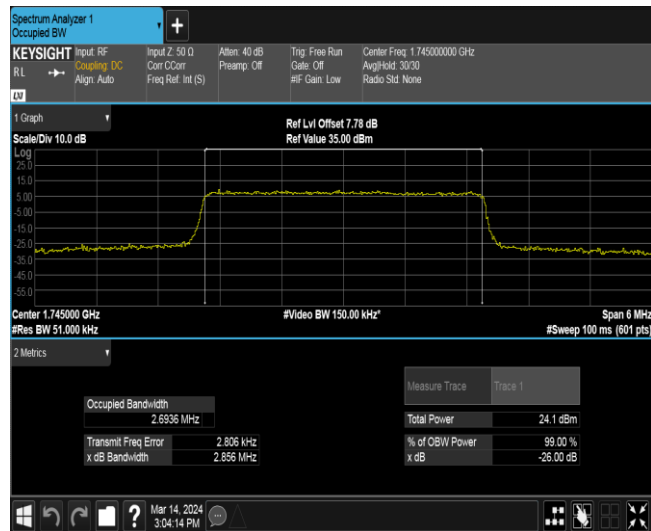 Spectrum Analyzer 1
Occupied BW
+
KEYSIGHT
RL
LXI
Input: RF
Coupling: DC
Align: Auto
Input Z: 50 Ω
Corr CCorr
Freq Ref: Int (S)
Atten: 40 dB
Preamp: Off
Trig: Free Run
Gate: Off
#IF Gain: Low
Center Freq: 1.745000000 GHz
Avg|Hold: 30/30
Radio Std: None
1 Graph
Scale/Div 10.0 dB
Ref Lvl Offset 7.78 dB
Ref Value 35.00 dBm
Log
25.0
15.0
5.00
-5.00
-15.0
-25.0
-35.0
-45.0
-55.0
Center 1.745000 GHz
#Video BW 150.00 kHz*
Span 6 MHz
#Res BW 51.000 kHz
#Sweep 100 ms (601 pts)
2 Metrics
Measure Trace
Trace 1
Occupied Bandwidth
2.6936 MHz
Total Power
24.1 dBm
Transmit Freq Error
2.806 kHz
% of OBW Power
99.00 %
x dB Bandwidth
2.856 MHz
x dB
-26.00 dB
?
Mar 14, 2024
3:04:14 PM